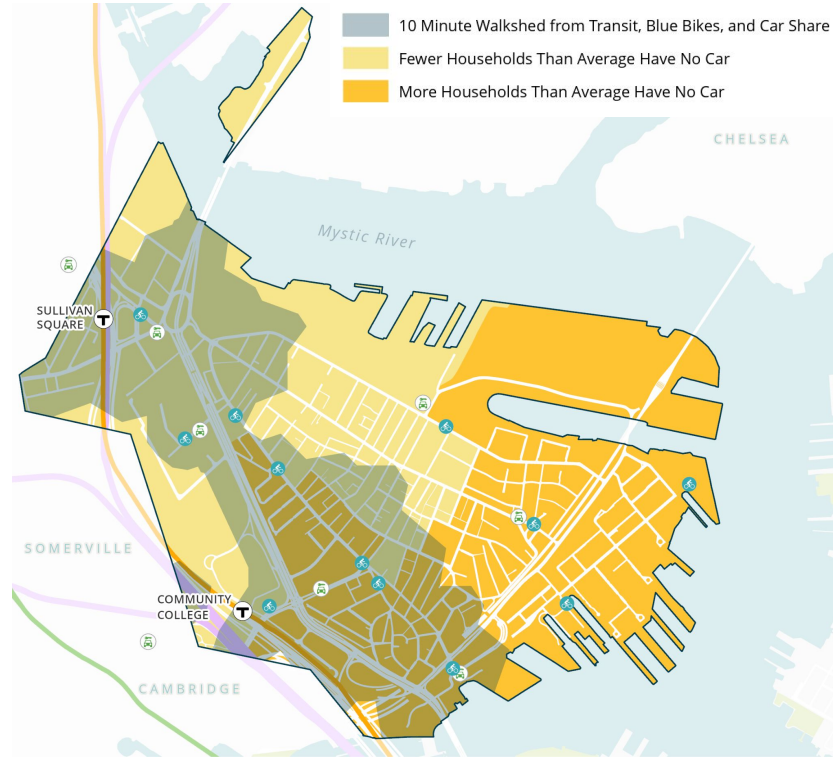 10 Minute Walkshed from Transit, Blue Bikes, and Car Share
Fewer Households Than Average Have No Car
More Households Than Average Have No Car
CHELSEA
Mystic River
SULLIVAN
SQUARE
T
SOMERVILLE
COMMUNITY
COLLEGE
T
CAMBRIDGE